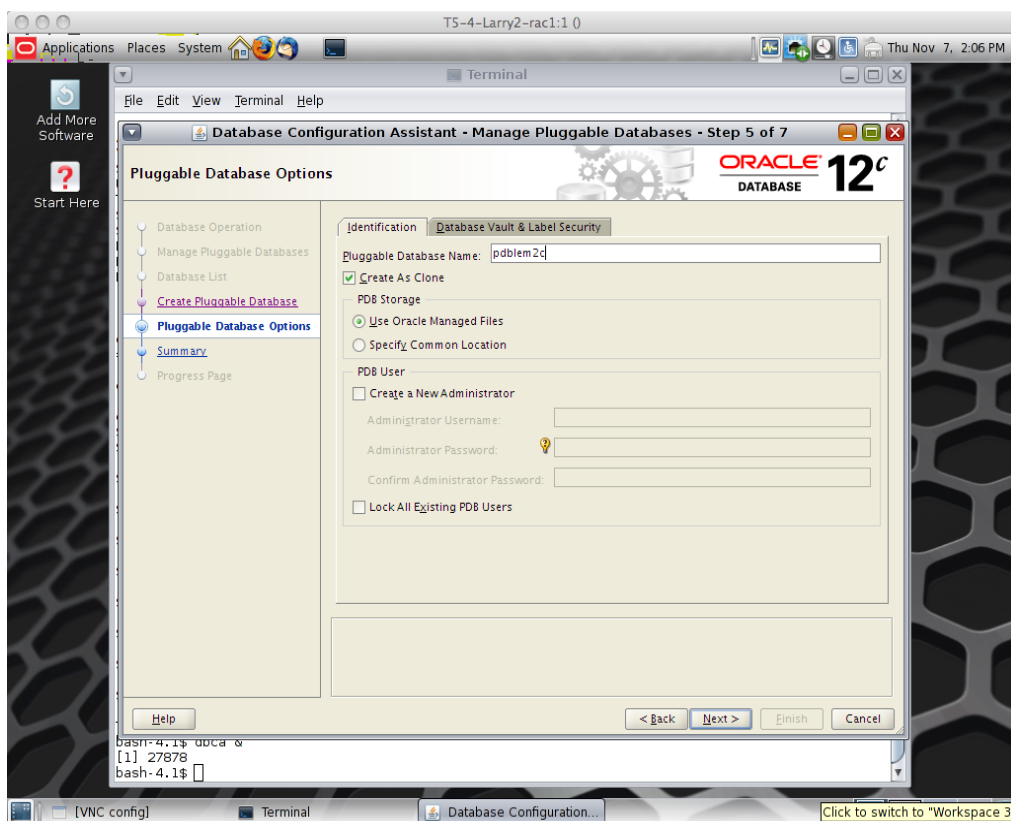 T5-4-Larry2-rac1:1 ()
Applications Places System Thu Nov 7, 2:06 PM
Add More
Software
Start Here
Terminal
File Edit View Terminal Help
Database Configuration Assistant - Manage Pluggable Databases - Step 5 of 7
Pluggable Database Options
ORACLE DATABASE 12c
Database Operation
Manage Pluggable Databases
Database List
Create Pluggable Database
Pluggable Database Options
Summary
Progress Page
Identification Database Vault & Label Security
Pluggable Database Name: pdblem2c
Create As Clone
PDB Storage
Use Oracle Managed Files
Specify Common Location
PDB User
Create a New Administrator
Administrator Username:
Administrator Password:
Confirm Administrator Password:
Lock All Existing PDB Users
Help < Back Next > Finish Cancel
bash-4.1$ dbca &
[1] 27878
bash-4.1$
[VNC config] Terminal Database Configuration... Click to switch to "Workspace 3